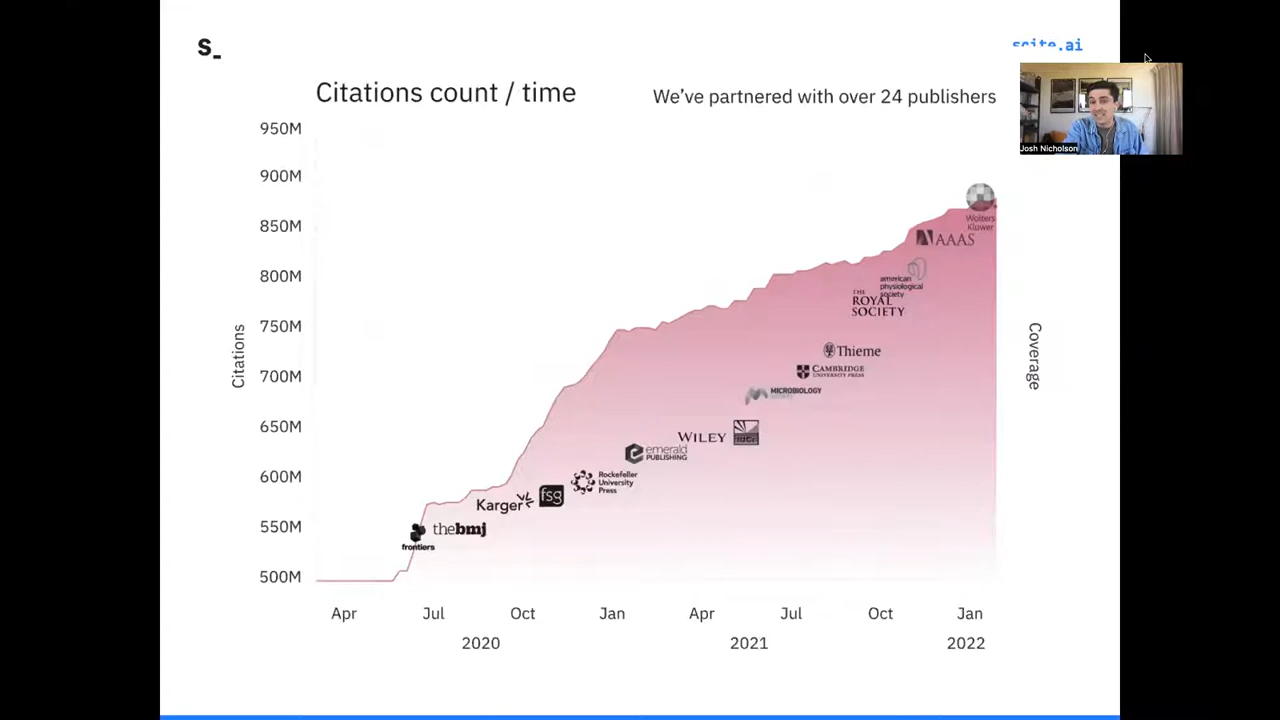 S_
scite.ai
Citations count / time
We've partnered with over 24 publishers
Josh Nicholson
950M
900M
850M
800M
750M
700M
650M
600M
550M
500M
Citations
Coverage
Wolters
Kluwer
AAAS
american
physiological
society
THE
ROYAL
SOCIETY
Thieme
CAMBRIDGE
UNIVERSITY PRESS
MICROBIOLOGY
WILEY
emerald
PUBLISHING
Rockefeller
University
Press
Karger
fsg
thebmj
frontiers
Apr
Jul
Oct
Jan
Apr
Jul
Oct
Jan
2020
2021
2022